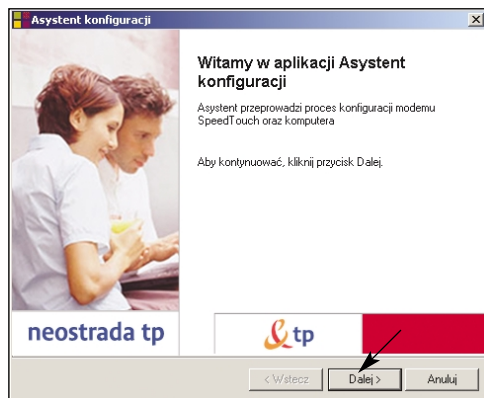 Asystent konfiguracji
Witamy w aplikacji Asystent
konfiguracji
Asystent przeprowadzi proces konfiguracji modemu
SpeedTouch oraz komputera
Aby kontynuować, kliknij przycisk Dalej.
neostrada tp
tp
< Wstecz
Dalej >
Anuluj